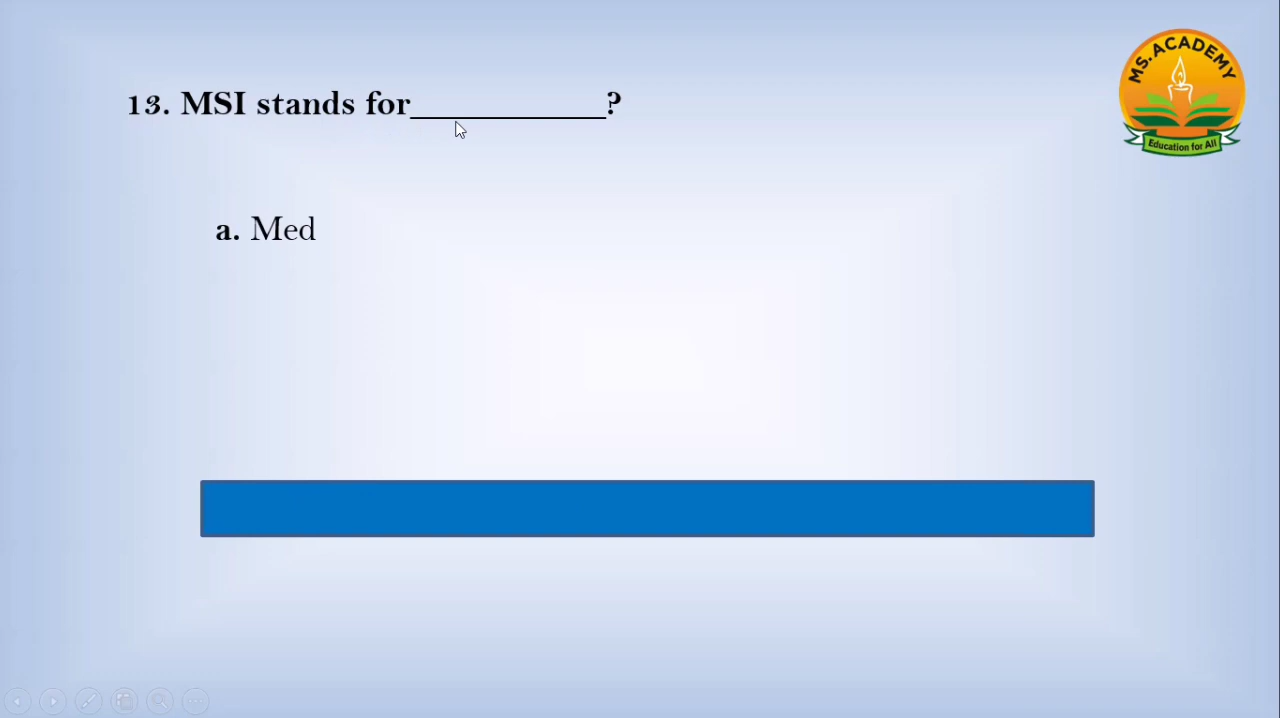 MS. ACADEMY
Education for All
13. MSI stands for____________?
a. Med